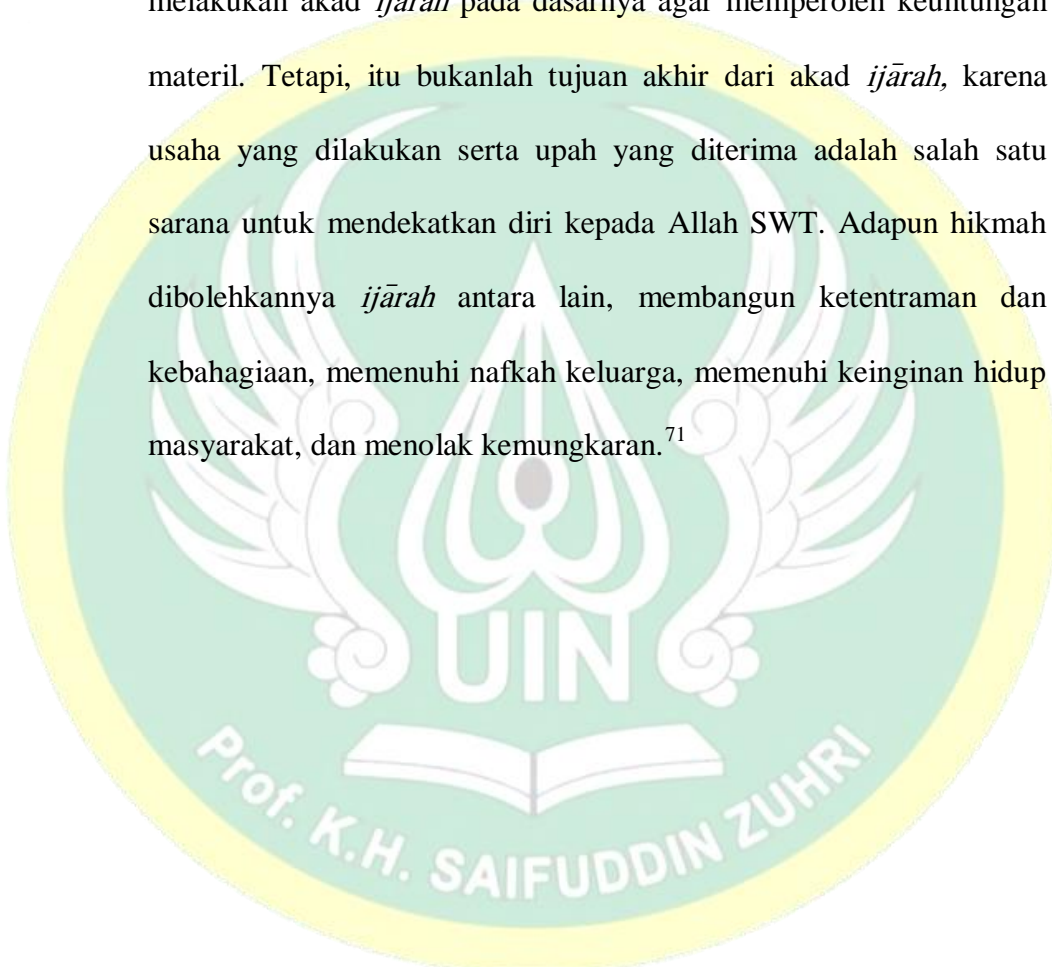 melakukan akad ijārah pada dasarnya agar memperoleh keuntungan
materil. Tetapi, itu bukanlah tujuan akhir dari akad ijārah, karena
usaha yang dilakukan serta upah yang diterima adalah salah satu
sarana untuk mendekatkan diri kepada Allah SWT. Adapun hikmah
dibolehkannya ijārah antara lain, membangun ketentraman dan
kebahagiaan, memenuhi nafkah keluarga, memenuhi keinginan hidup
masyarakat, dan menolak kemungkaran.71
UIN
Prof. K.H. SAIFUDDIN ZUHRI